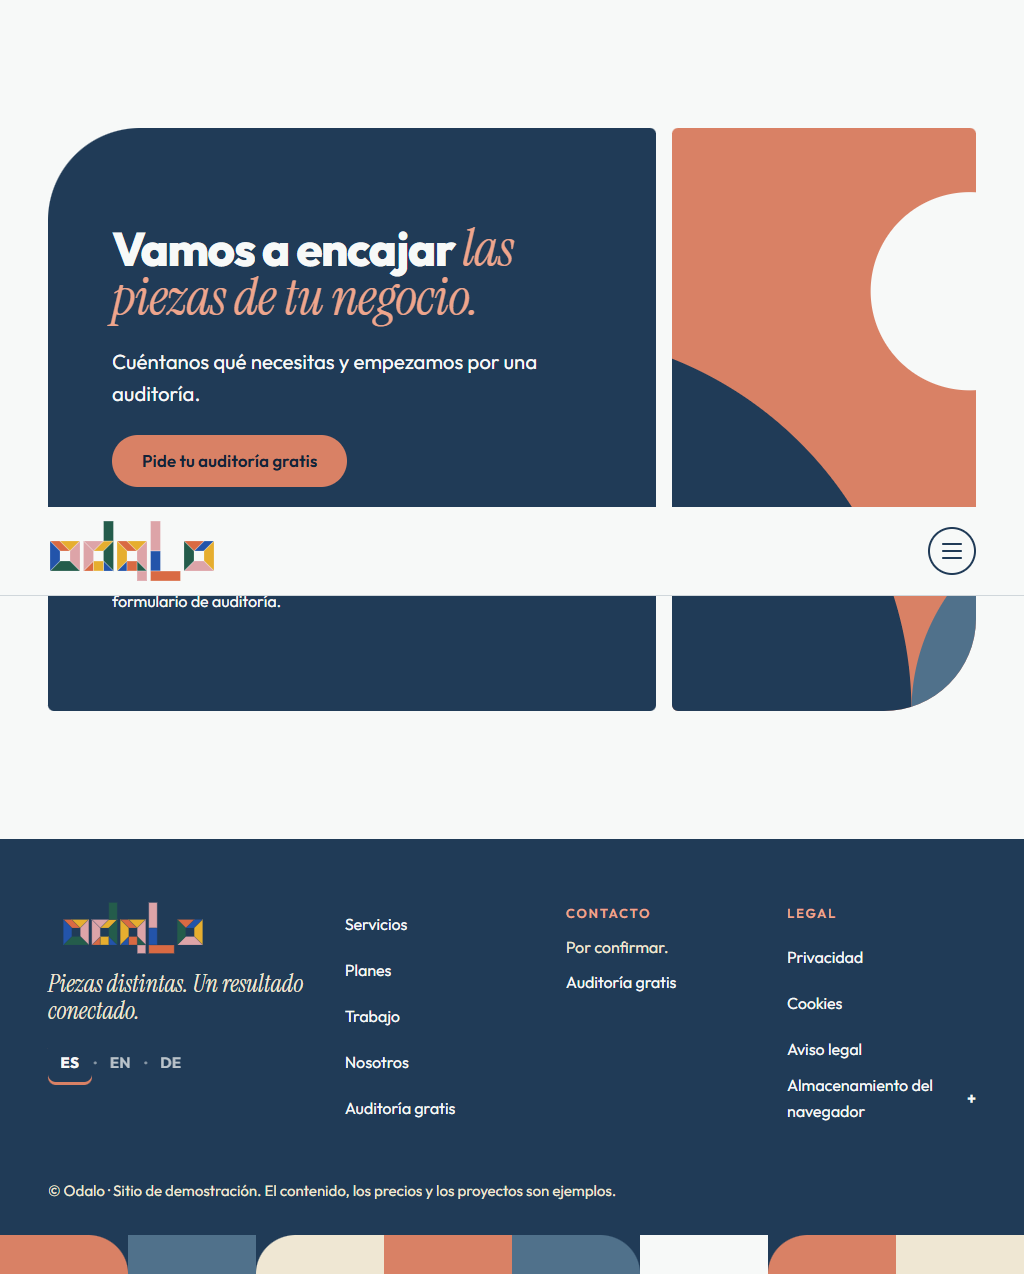 Vamos a encajar las
piezas de tu negocio.
Cuéntanos qué necesitas y empezamos por una
auditoría.
Pide tu auditoría gratis
odalo
formulario de auditoría.
odalo
Piezas distintas. Un resultado
conectado.
ES · EN · DE
Servicios
Planes
Trabajo
Nosotros
Auditoría gratis
CONTACTO
Por confirmar.
Auditoría gratis
LEGAL
Privacidad
Cookies
Aviso legal
Almacenamiento del
navegador
+
© Odalo · Sitio de demostración. El contenido, los precios y los proyectos son ejemplos.